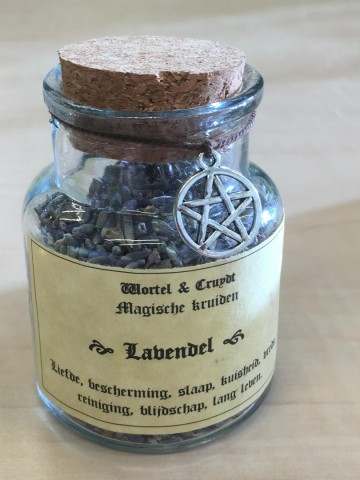 Wortel & Cruydt
Magische kruiden
Lavendel
Liefde, bescherming, slaap, kuisheid,
reiniging, blijdschap, lang leven.